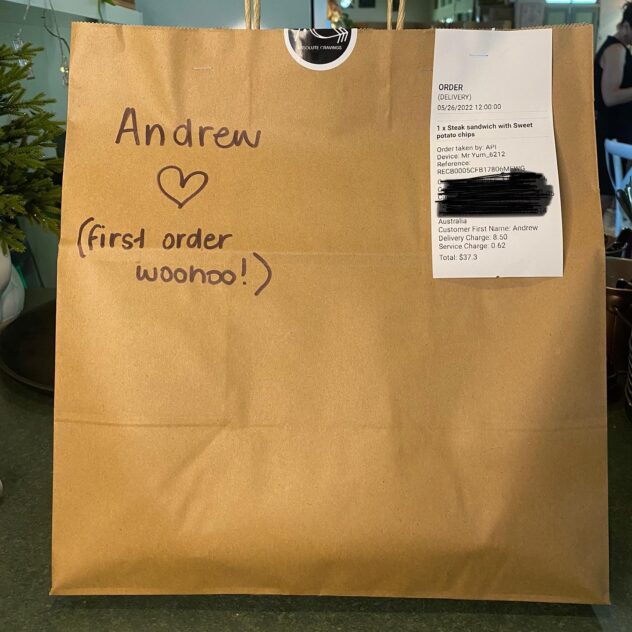 Andrew
(first order
woohoo!)
ABSOLUTE CRAVINGS
ORDER
(DELIVERY)
05/26/2022 12:00:00
1 x Steak sandwich with Sweet
potato chips
Order taken by: API
Device: Mr Yum_6212
Reference:
Australia
Customer First Name: Andrew
Delivery Charge: 8.50
Service Charge: 0.62
Total: $37.3